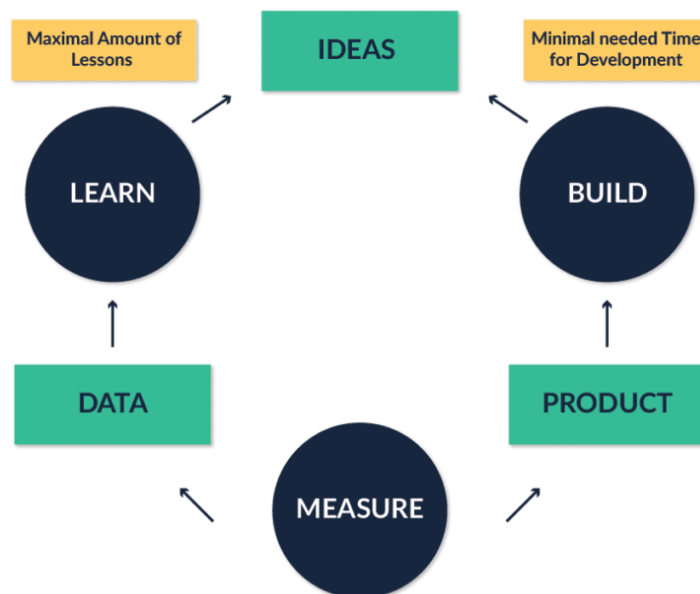 Maximal Amount of
Lessons
IDEAS
Minimal needed Time
for Development
LEARN
BUILD
DATA
PRODUCT
MEASURE